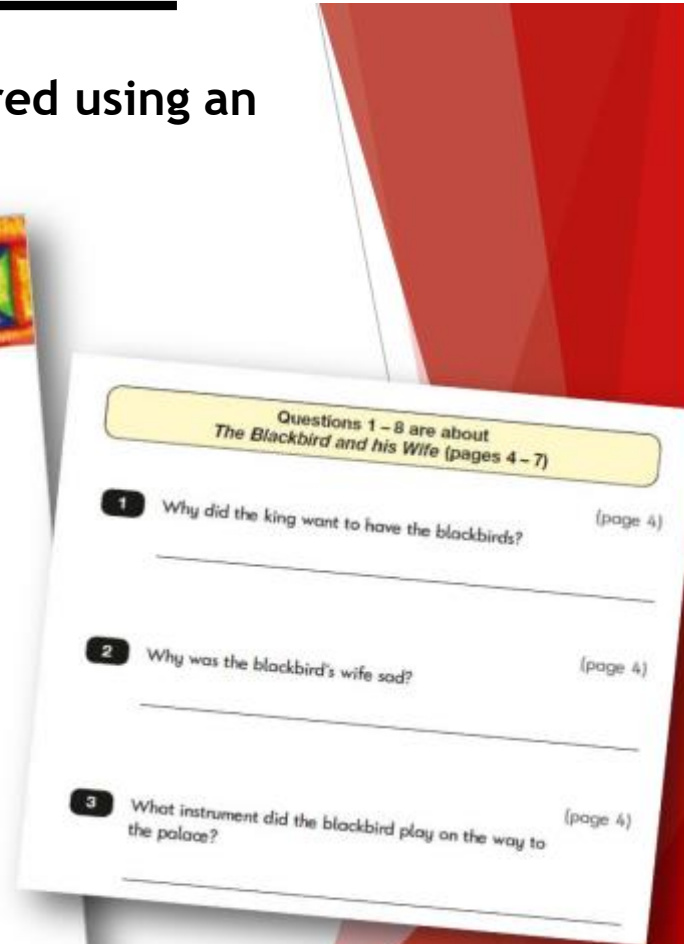 red using an
Questions 1 – 8 are about
The Blackbird and his Wife (pages 4 – 7)
1 Why did the king want to have the blackbirds? (page 4)
2 Why was the blackbird's wife sad? (page 4)
3 What instrument did the blackbird play on the way to (page 4)
the palace?